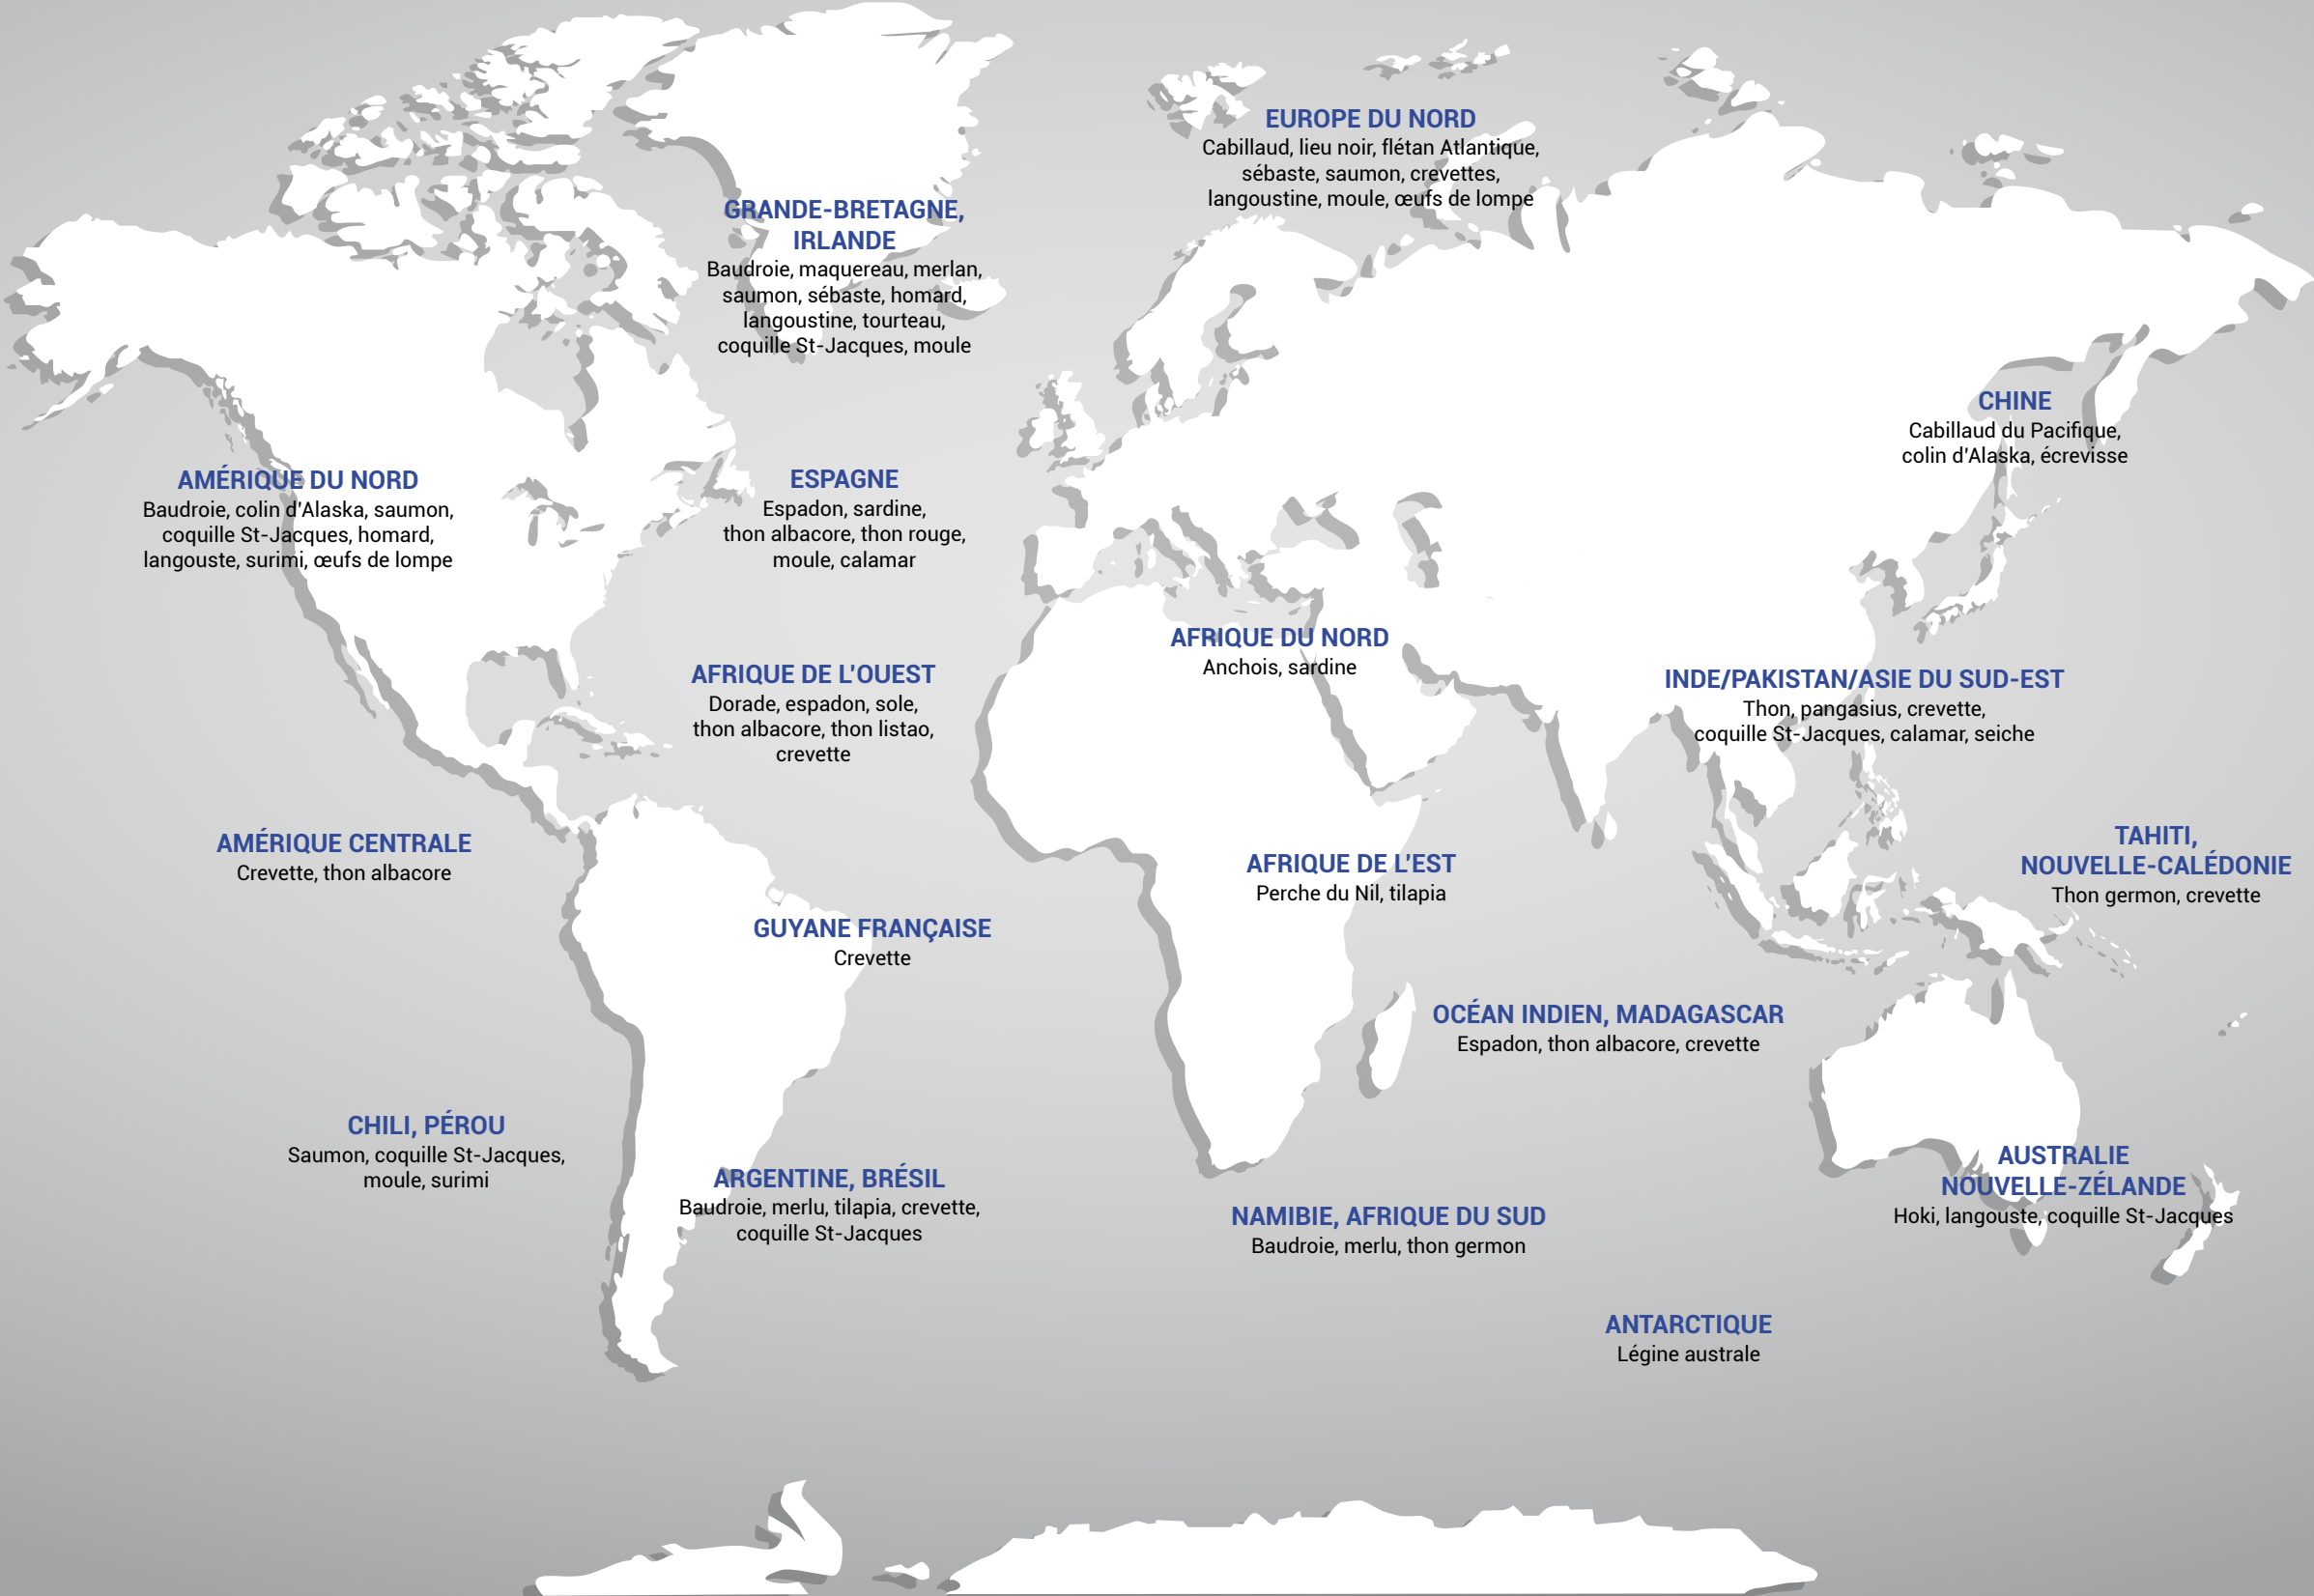 EUROPE DU NORD
Cabillaud, lieu noir, flétan Atlantique,
sébaste, saumon, crevettes,
langoustine, moule, œufs de lompe
GRANDE-BRETAGNE,
IRLANDE
Baudroie, maquereau, merlan,
saumon, sébaste, homard,
langoustine, tourteau,
coquille St-Jacques, moule
CHINE
Cabillaud du Pacifique,
colin d'Alaska, écrevisse
AMÉRIQUE DU NORD
Baudroie, colin d'Alaska, saumon,
coquille St-Jacques, homard,
langouste, surimi, œufs de lompe
ESPAGNE
Espadon, sardine,
thon albacore, thon rouge,
moule, calamar
AFRIQUE DU NORD
Anchois, sardine
AFRIQUE DE L'OUEST
Dorade, espadon, sole,
thon albacore, thon listao,
crevette
INDE/PAKISTAN/ASIE DU SUD-EST
Thon, pangasius, crevette,
coquille St-Jacques, calamar, seiche
AMÉRIQUE CENTRALE
Crevette, thon albacore
AFRIQUE DE L'EST
Perche du Nil, tilapia
TAHITI,
NOUVELLE-CALÉDONIE
Thon germon, crevette
GUYANE FRANÇAISE
Crevette
OCÉAN INDIEN, MADAGASCAR
Espadon, thon albacore, crevette
CHILI, PÉROU
Saumon, coquille St-Jacques,
moule, surimi
ARGENTINE, BRÉSIL
Baudroie, merlu, tilapia, crevette,
coquille St-Jacques
NAMIBIE, AFRIQUE DU SUD
Baudroie, merlu, thon germon
AUSTRALIE
NOUVELLE-ZÉLANDE
Hoki, langouste, coquille St-Jacques
ANTARCTIQUE
Légine australe